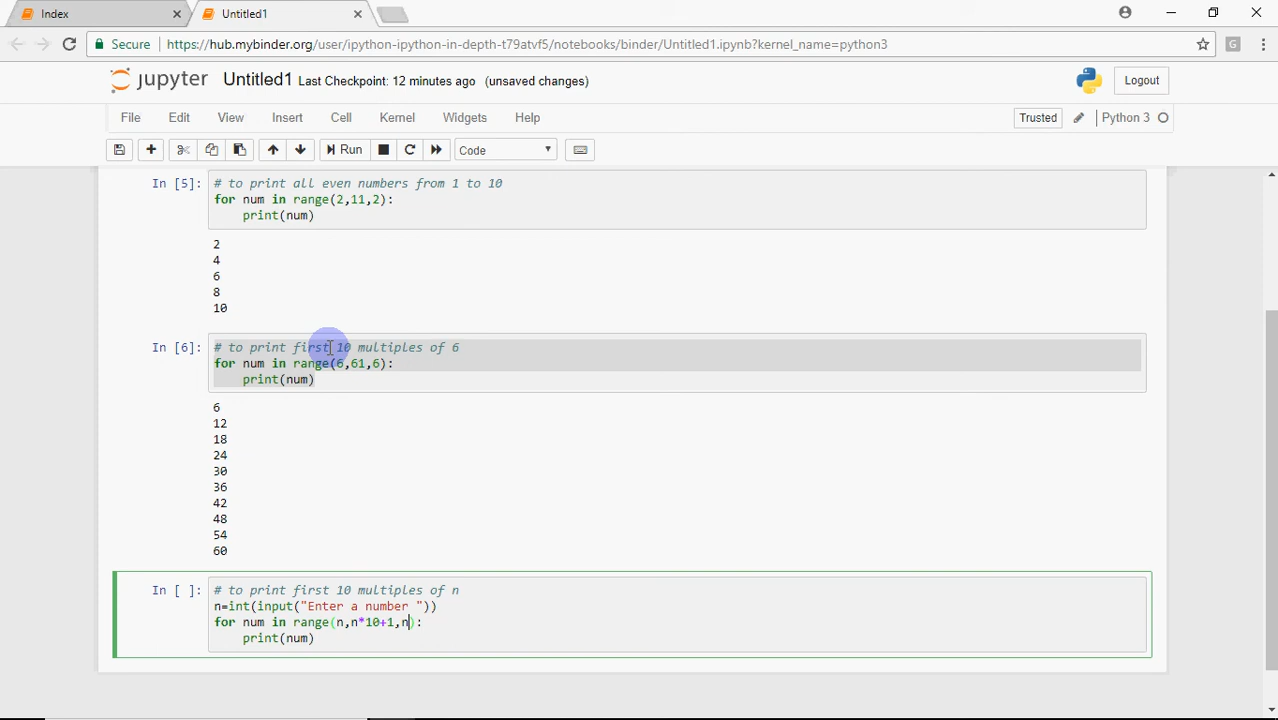 Index
Untitled1
Secure
https://hub.mybinder.org/user/ipython-ipython-in-depth-t79atvf5/notebooks/binder/Untitled1.ipynb?kernel_name=python3
G
jupyter Untitled1 Last Checkpoint: 12 minutes ago (unsaved changes)
Logout
File Edit View Insert Cell Kernel Widgets Help
Trusted
Python 3
Run
Code
In [5]: # to print all even numbers from 1 to 10
for num in range(2,11,2):
    print(num)
2
4
6
8
10
In [6]: # to print first 10 multiples of 6
for num in range(6,61,6):
    print(num)
6
12
18
24
30
36
42
48
54
60
In [ ]: # to print first 10 multiples of n
n=int(input("Enter a number "))
for num in range(n,n*10+1,n):
    print(num)